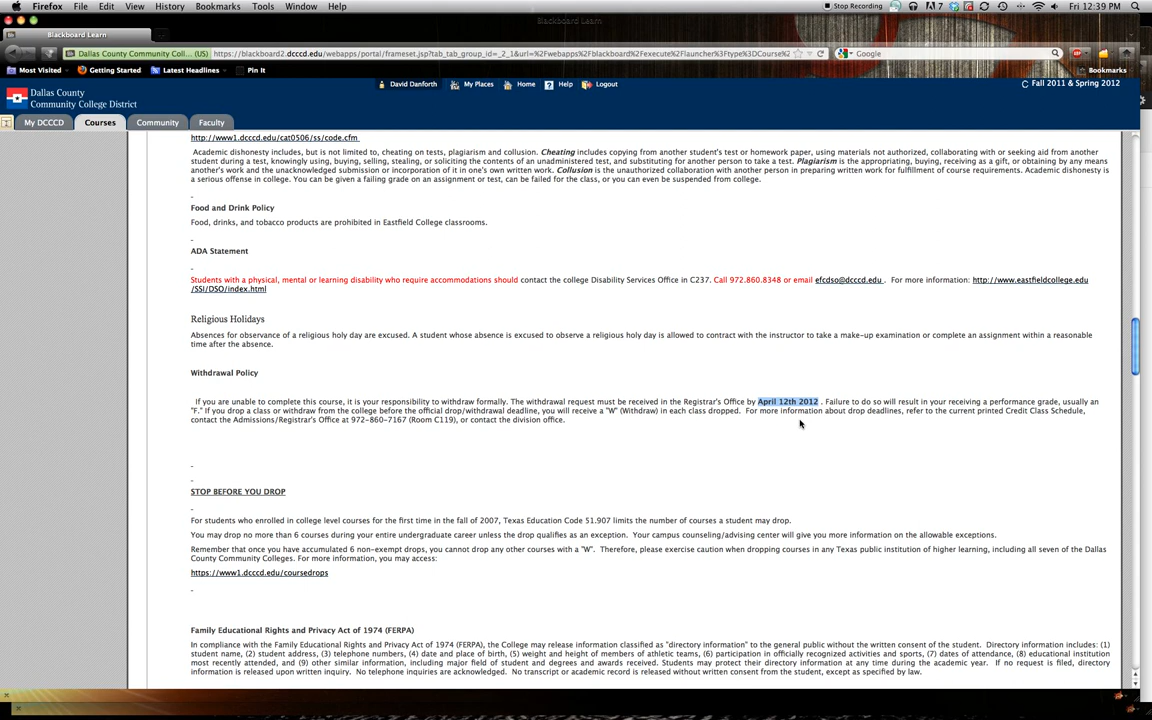 Firefox File Edit View History Bookmarks Tools Window Help Stop Recording 7 Fri 12:39 PM
Blackboard Learn
Blackboard Learn
Dallas County Community Coll... (US) https://blackboard2.dcccd.edu/webapps/portal/frameset.jsp?tab_tab_group_id=_2_1&url=%2Fwebapps%2Fblackboard%2Fexecute%2Flauncher%3Ftype%3DCourse% Google
Most Visited Getting Started Latest Headlines Pin It Bookmarks
David Danforth My Places Home Help Logout Fall 2011 & Spring 2012
Dallas County
Community College District
My DCCCD Courses Community Faculty
http://www1.dcccd.edu/cat0506/ss/code.cfm
Academic dishonesty includes, but is not limited to, cheating on tests, plagiarism and collusion. Cheating includes copying from another student's test or homework paper, using materials not authorized, collaborating with or seeking aid from another
student during a test, knowingly using, buying, selling, stealing, or soliciting the contents of an unadministered test, and substituting for another person to take a test. Plagiarism is the appropriating, buying, receiving as a gift, or obtaining by any means
another's work and the unacknowledged submission or incorporation of it in one's own written work. Collusion is the unauthorized collaboration with another person in preparing written work for fulfillment of course requirements. Academic dishonesty is
a serious offense in college. You can be given a failing grade on an assignment or test, can be failed for the class, or you can even be suspended from college.
Food and Drink Policy
Food, drinks, and tobacco products are prohibited in Eastfield College classrooms.
ADA Statement
Students with a physical, mental or learning disability who require accommodations should contact the college Disability Services Office in C237. Call 972.860.8348 or email efcdso@dcccd.edu . For more information: http://www.eastfieldcollege.edu
/SSI/DSO/index.html
Religious Holidays
Absences for observance of a religious holy day are excused. A student whose absence is excused to observe a religious holy day is allowed to contract with the instructor to take a make-up examination or complete an assignment within a reasonable
time after the absence.
Withdrawal Policy
If you are unable to complete this course, it is your responsibility to withdraw formally. The withdrawal request must be received in the Registrar's Office by April 12th 2012 . Failure to do so will result in your receiving a performance grade, usually an
"F." If you drop a class or withdraw from the college before the official drop/withdrawal deadline, you will receive a "W" (Withdraw) in each class dropped. For more information about drop deadlines, refer to the current printed Credit Class Schedule,
contact the Admissions/Registrar's Office at 972-860-7167 (Room C119), or contact the division office.
STOP BEFORE YOU DROP
For students who enrolled in college level courses for the first time in the fall of 2007, Texas Education Code 51.907 limits the number of courses a student may drop.
You may drop no more than 6 courses during your entire undergraduate career unless the drop qualifies as an exception. Your campus counseling/advising center will give you more information on the allowable exceptions.
Remember that once you have accumulated 6 non-exempt drops, you cannot drop any other courses with a "W". Therefore, please exercise caution when dropping courses in any Texas public institution of higher learning, including all seven of the Dallas
County Community Colleges. For more information, you may access:
https://www1.dcccd.edu/coursedrops
Family Educational Rights and Privacy Act of 1974 (FERPA)
In compliance with the Family Educational Rights and Privacy Act of 1974 (FERPA), the College may release information classified as "directory information" to the general public without the written consent of the student. Directory information includes: (1)
student name, (2) student address, (3) telephone numbers, (4) date and place of birth, (5) weight and height of members of athletic teams, (6) participation in officially recognized activities and sports, (7) dates of attendance, (8) educational institution
most recently attended, and (9) other similar information, including major field of student and degrees and awards received. Students may protect their directory information at any time during the academic year. If no request is filed, directory
information is released upon written inquiry. No telephone inquiries are acknowledged. No transcript or academic record is released without written consent from the student, except as specified by law.